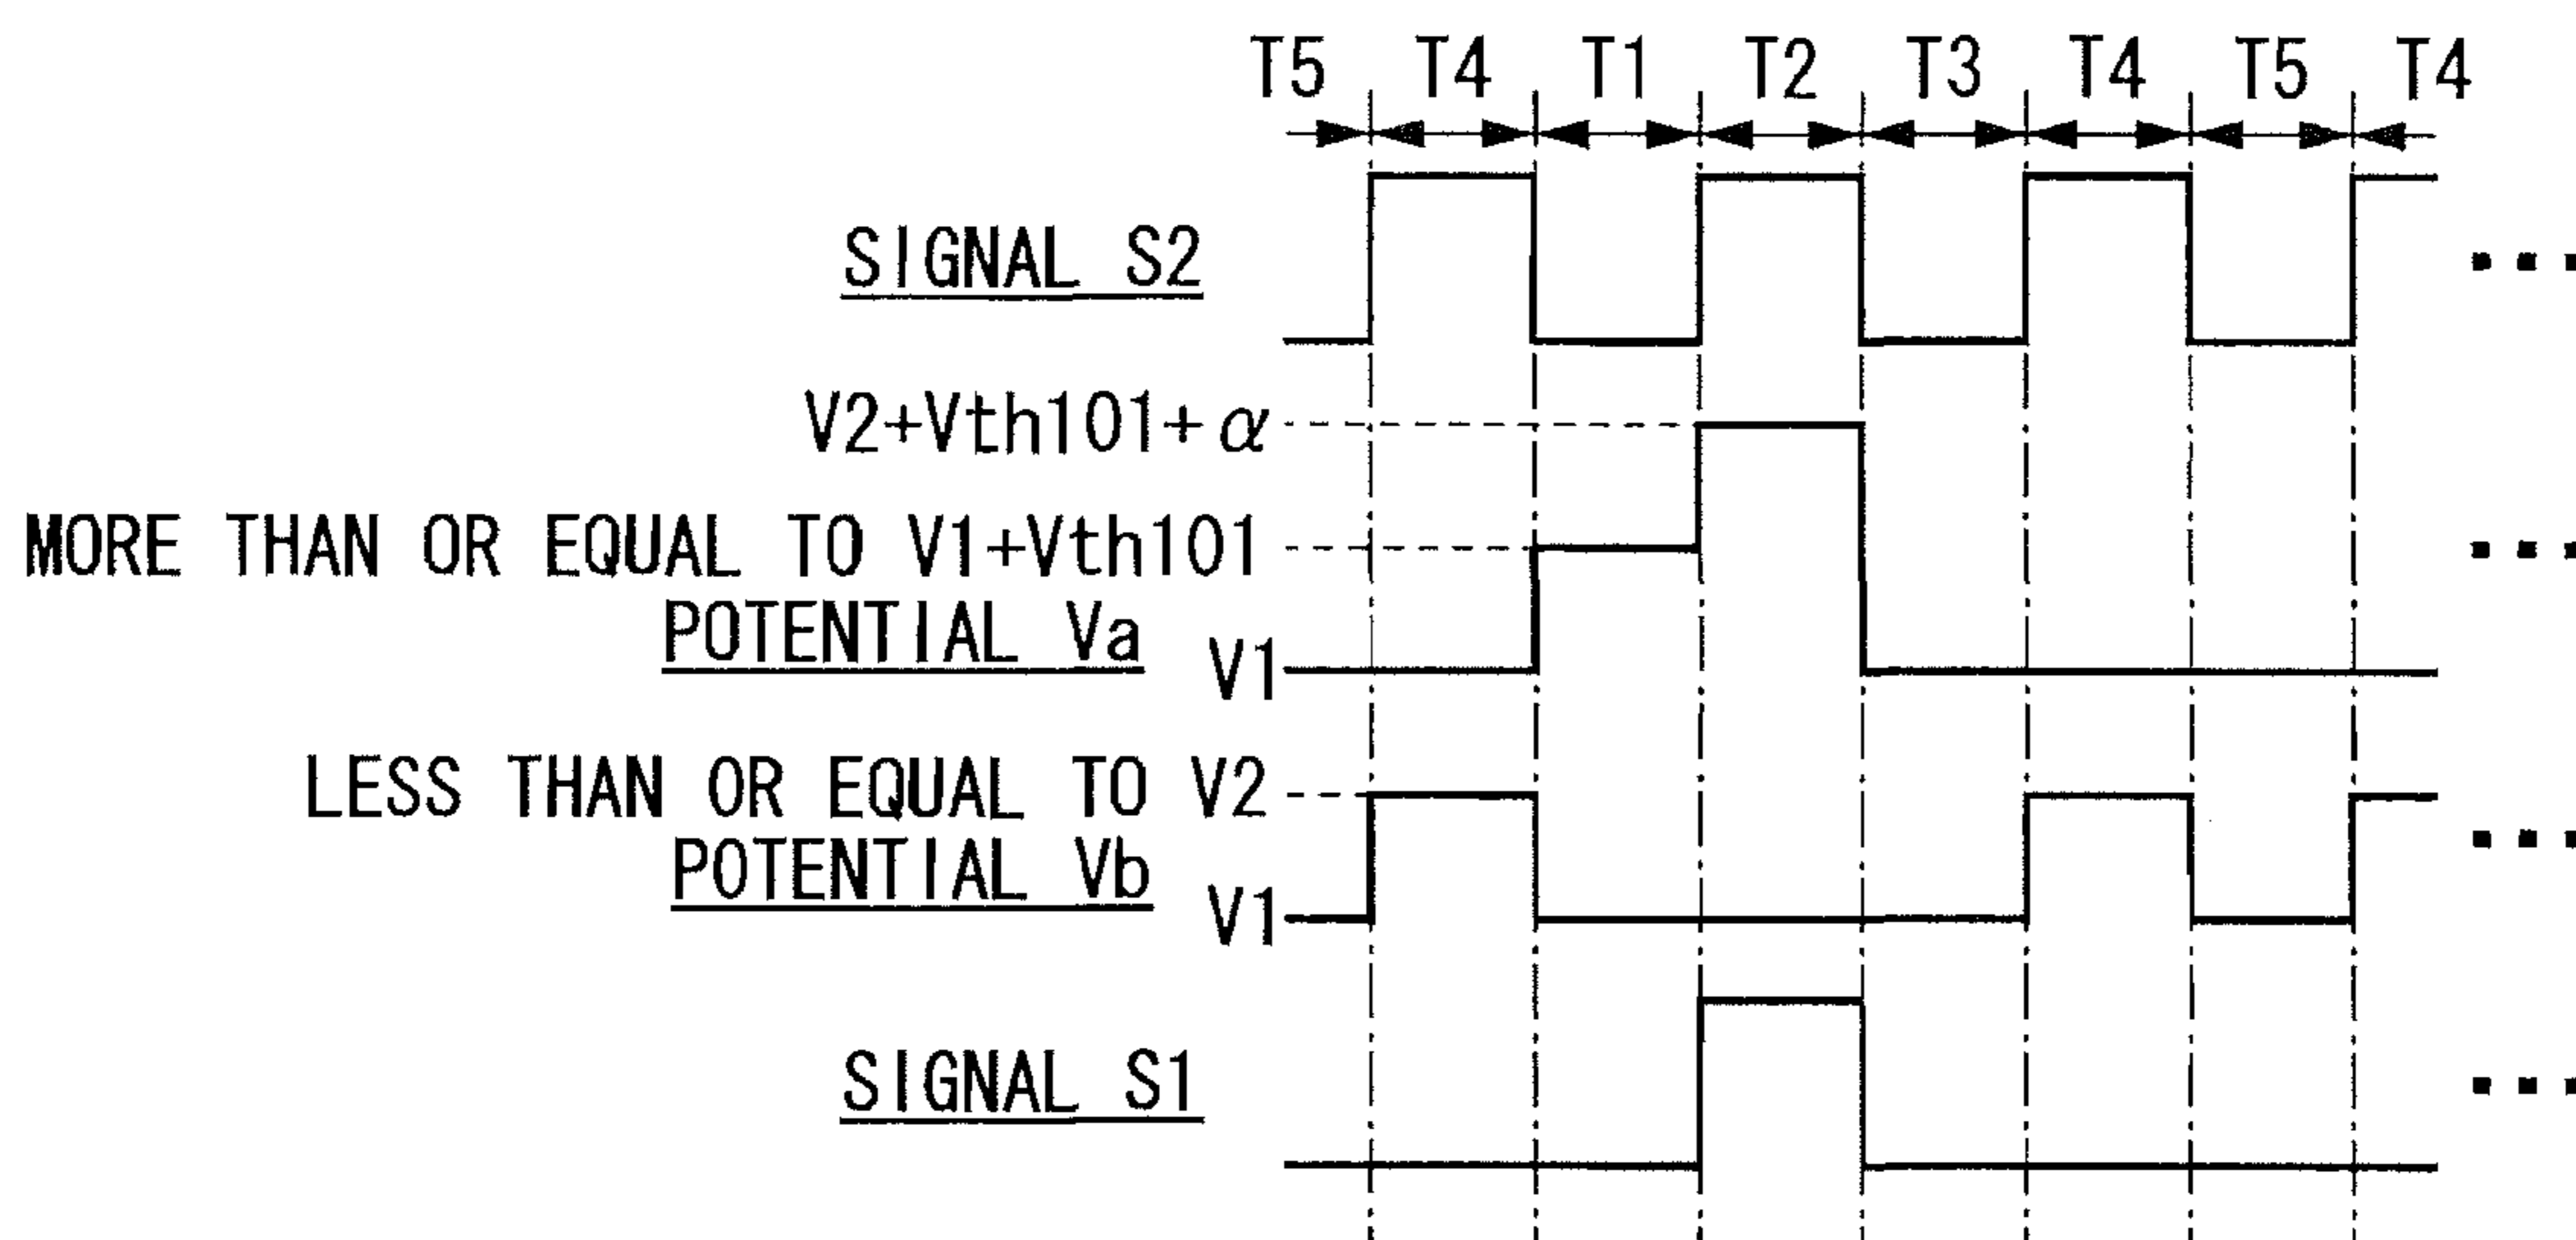 T5 T4 T1 T2 T3 T4 T5 T4
SIGNAL S2
V2+Vth101+α
MORE THAN OR EQUAL TO V1+Vth101
POTENTIAL Va V1
LESS THAN OR EQUAL TO V2
POTENTIAL Vb V1
SIGNAL S1